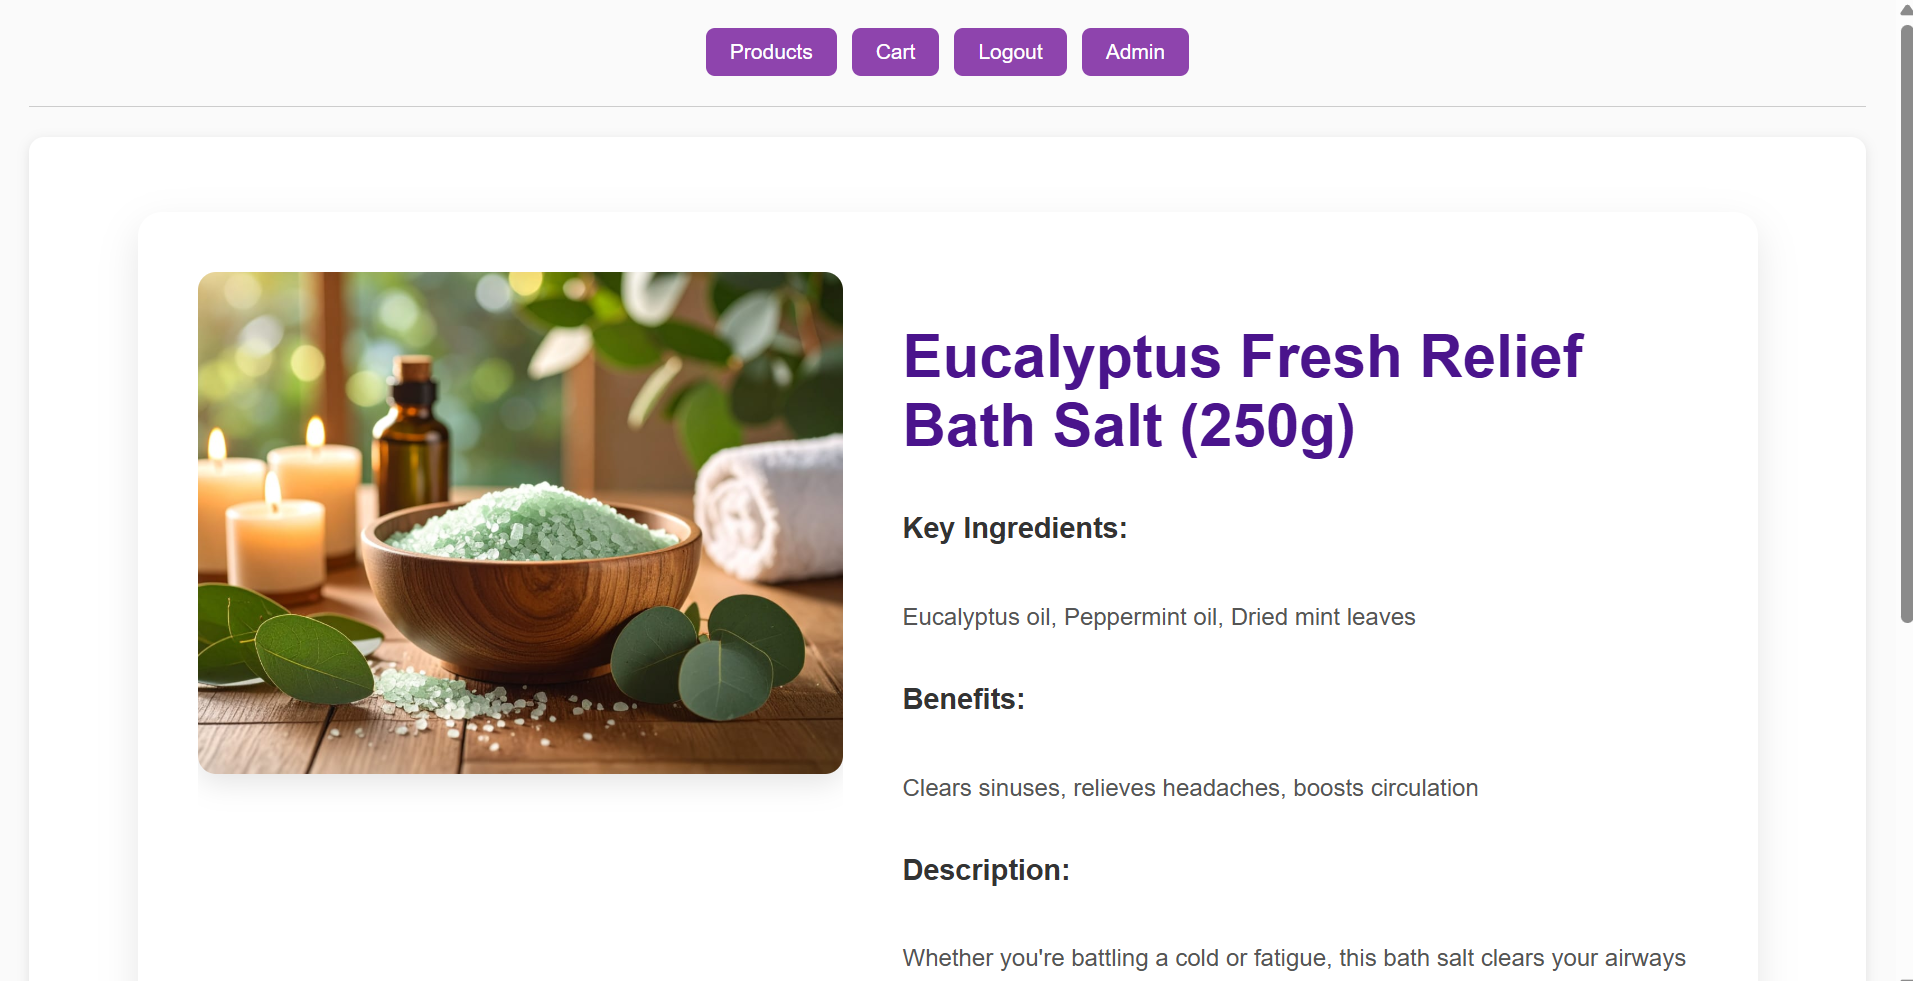 Products
Cart
Logout
Admin
Eucalyptus Fresh Relief
Bath Salt (250g)
Key Ingredients:
Eucalyptus oil, Peppermint oil, Dried mint leaves
Benefits:
Clears sinuses, relieves headaches, boosts circulation
Description:
Whether you're battling a cold or fatigue, this bath salt clears your airways